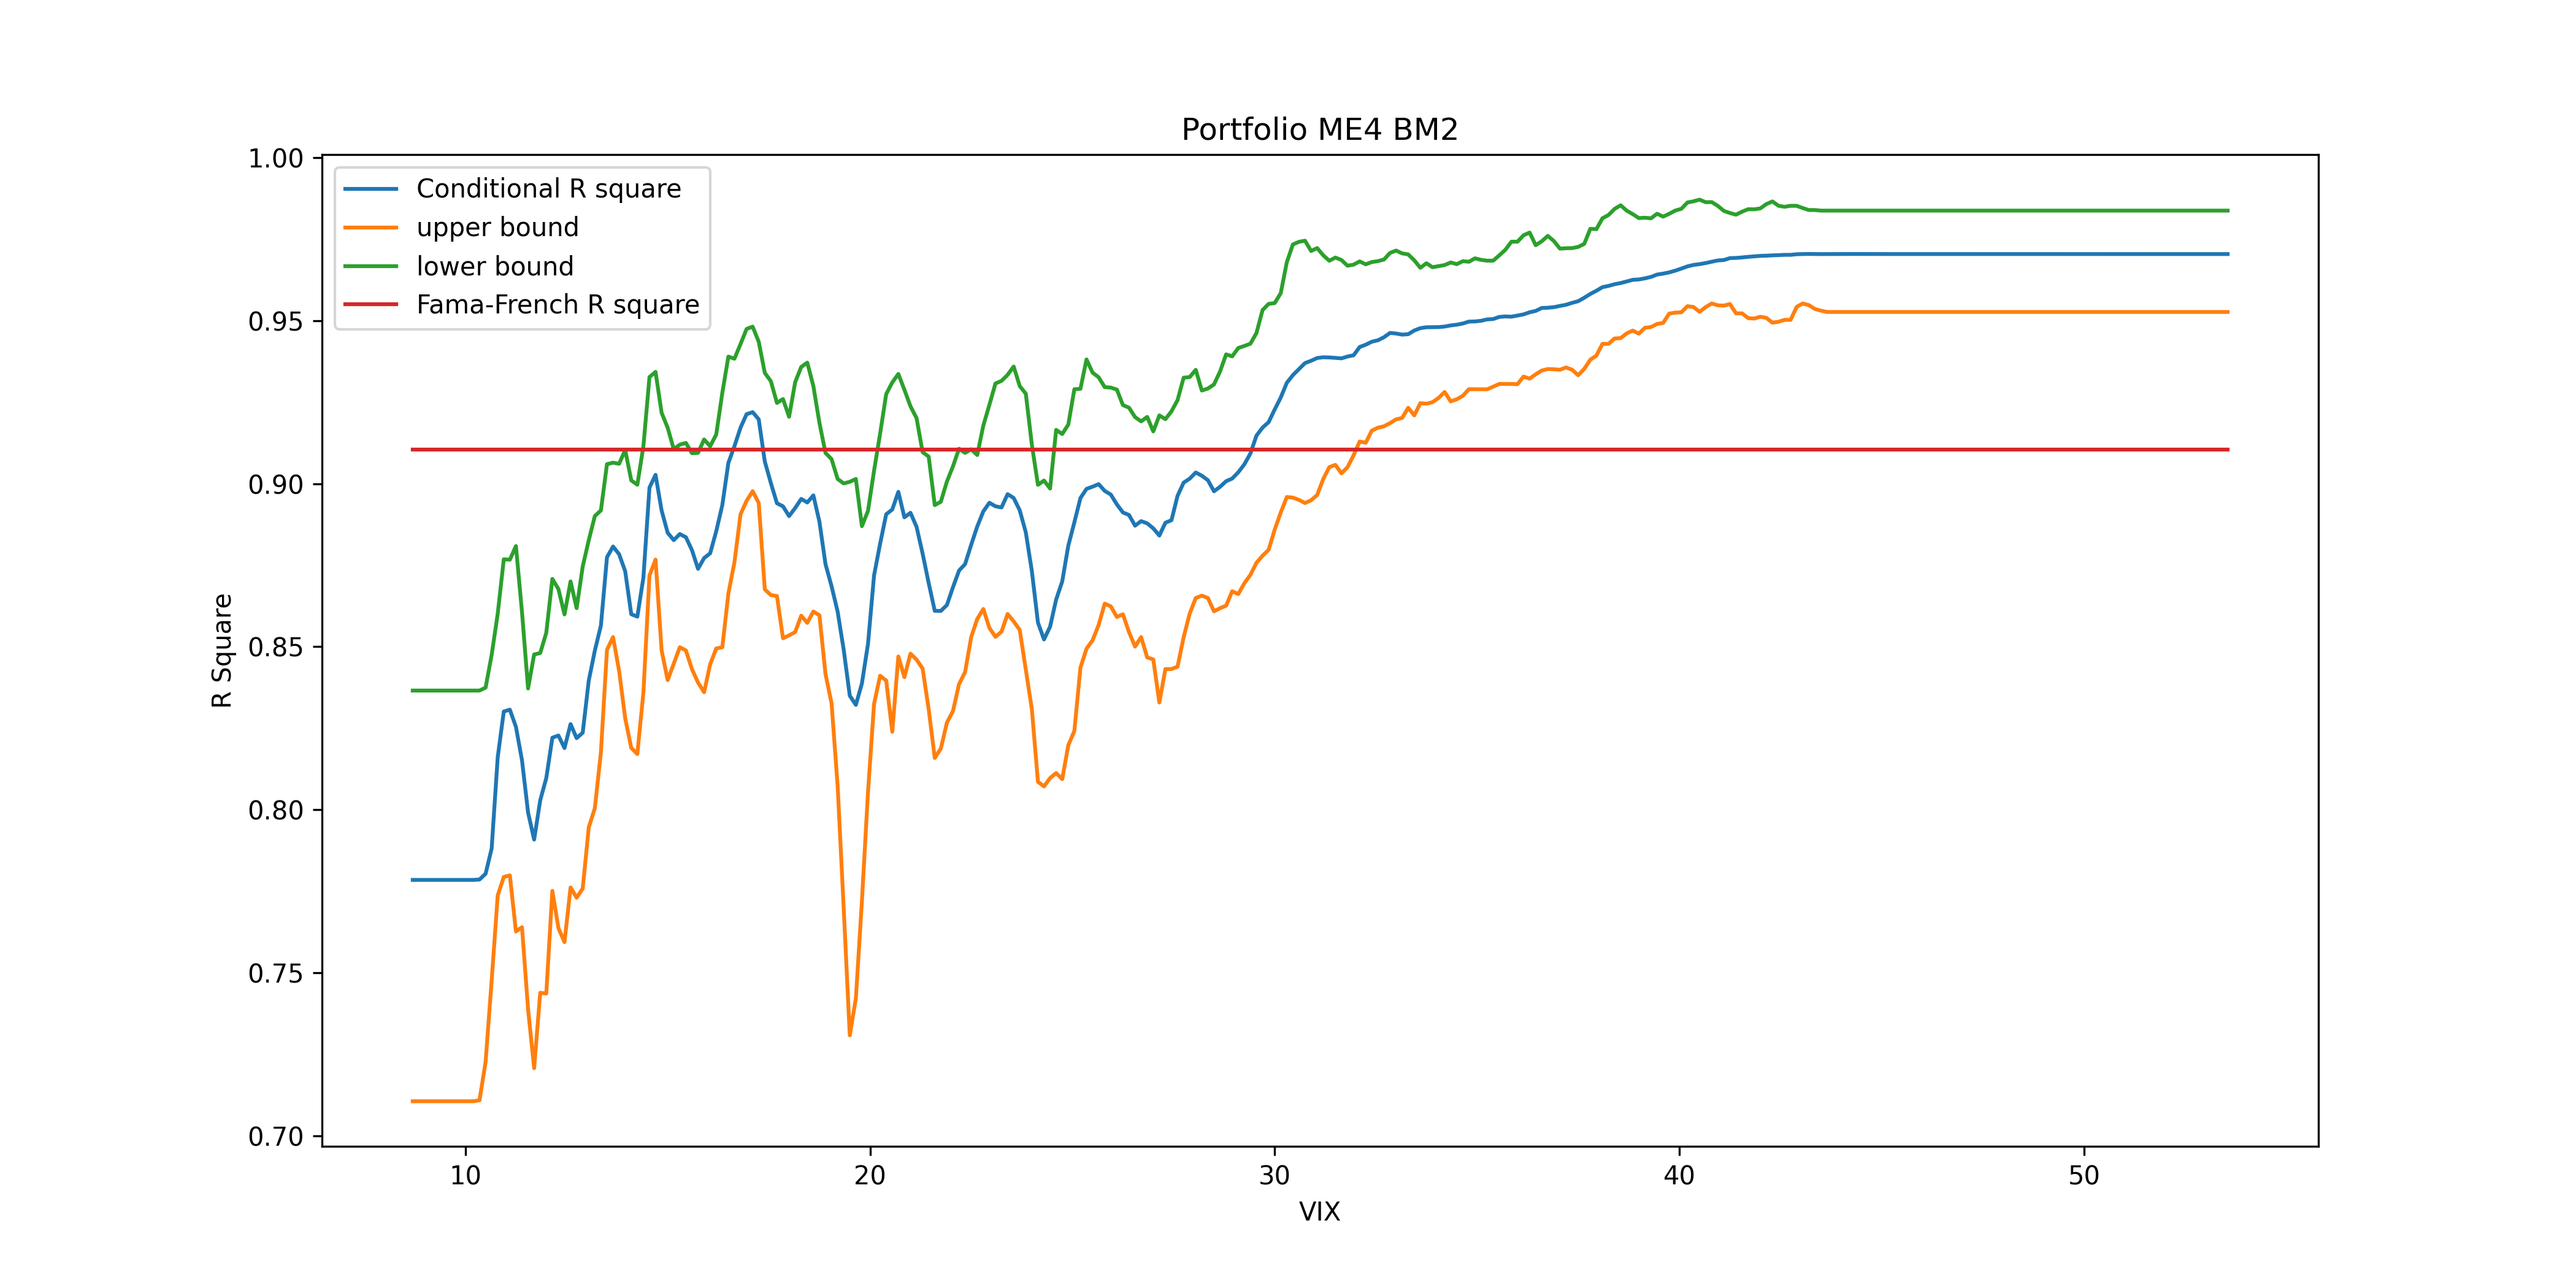 Portfolio ME4 BM2
Conditional R square
upper bound
lower bound
Fama-French R square
1.00
0.95
0.90
0.85
0.80
0.75
0.70
R Square
10 20 30 40 50
VIX